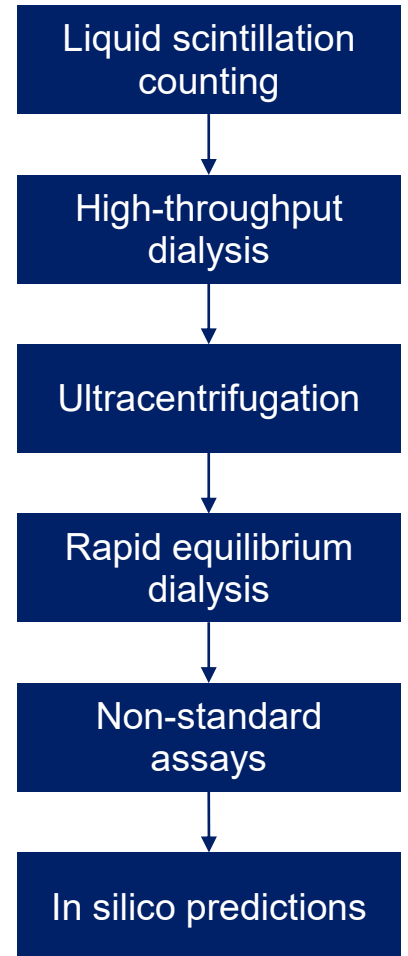 Liquid scintillation
counting
High-throughput
dialysis
Ultracentrifugation
Rapid equilibrium
dialysis
Non-standard
assays
In silico predictions